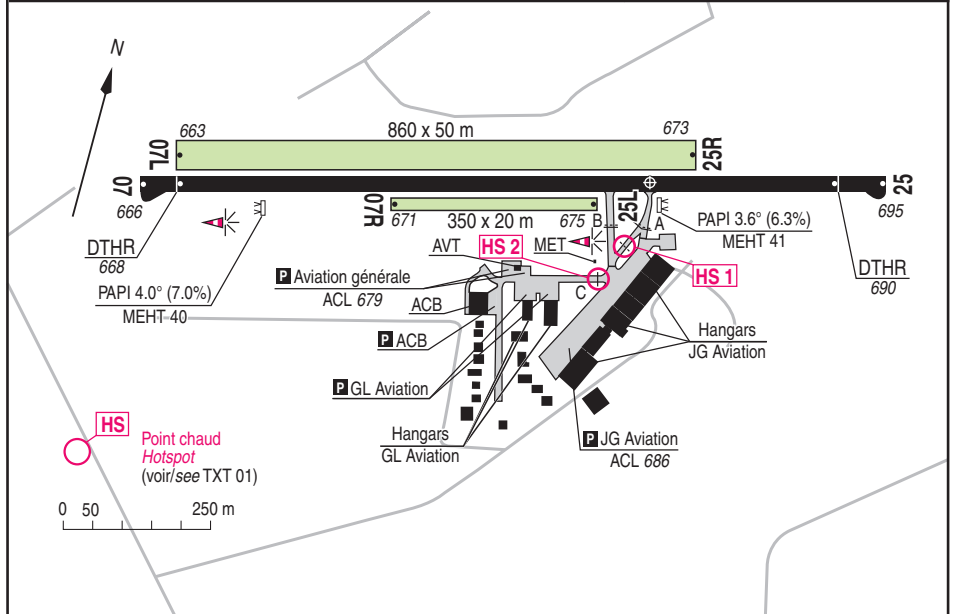 N
663
860 x 50 m
673
07L
25R
07
25
666
695
07R
671
350 x 20 m
675
25L
B
A
PAPI 3.6° (6.3%)
MEHT 41
DTHR
668
AVT
HS 2
MET
HS 1
DTHR
690
PAPI 4.0° (7.0%)
MEHT 40
P Aviation générale
ACL 679
C
ACB
P ACB
Hangars
JG Aviation
P GL Aviation
Hangars
GL Aviation
P JG Aviation
ACL 686
HS
Point chaud
Hotspot
(voir/see TXT 01)
0 50 250 m